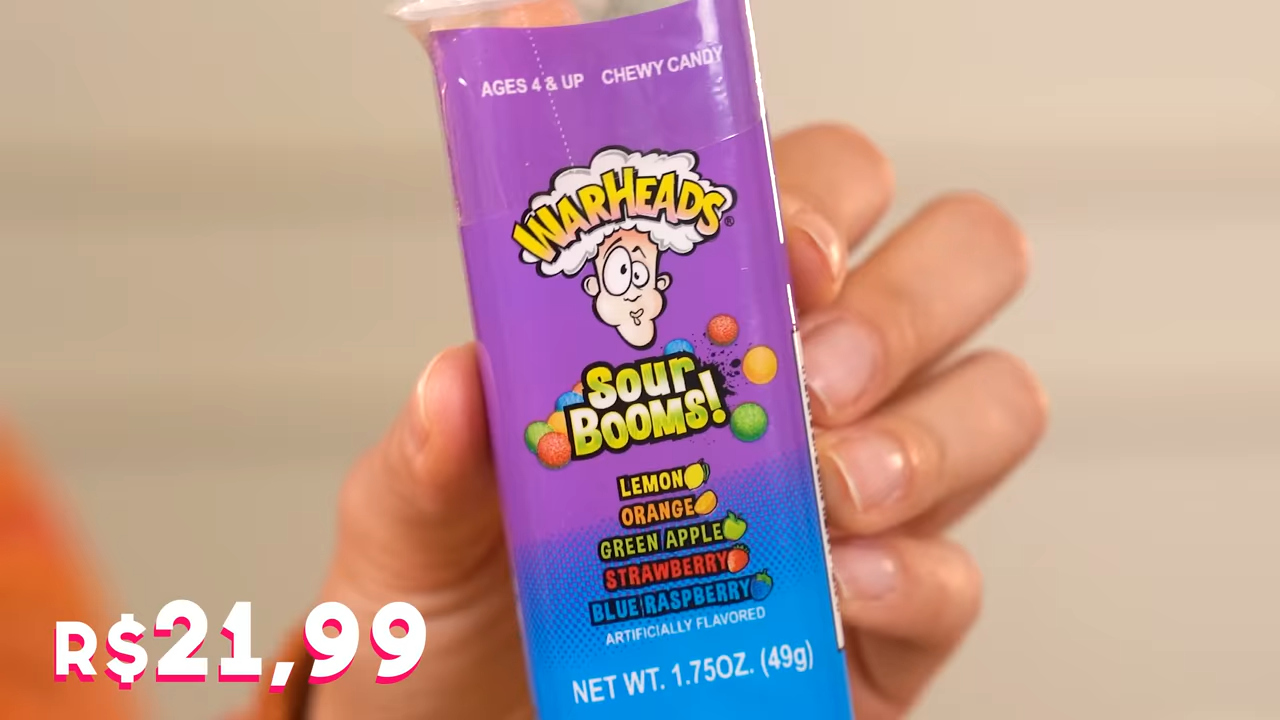 AGES 4 & UP CHEWY CANDY
WARHEADS®
Sour
BOOMS!
LEMON
ORANGE
GREEN APPLE
STRAWBERRY
BLUE RASPBERRY
ARTIFICIALLY FLAVORED
NET WT. 1.75OZ. (49g)
R$21,99